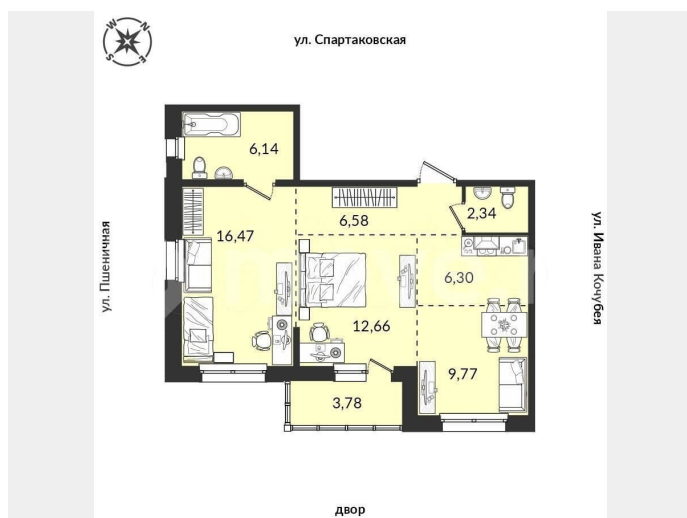 N
W
E
S
ул. Спартаковская
6,14
6,58
2,34
16,47
6,30
12,66
9,77
3,78
ул. Пшеничная
ул. Ивана Кочубея
двор